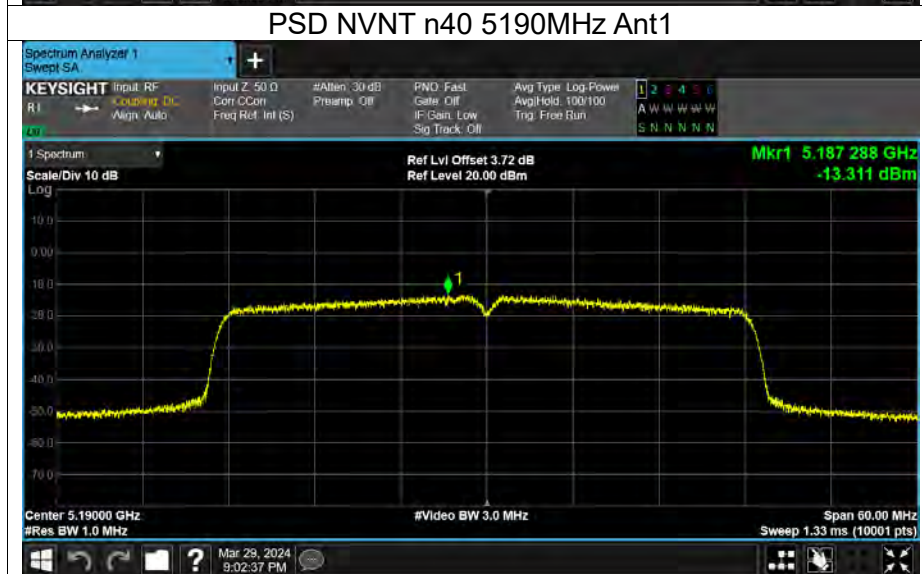 PSD NVNT n40 5190MHz Ant1
Spectrum Analyzer 1
Swept SA
+
KEYSIGHT Input: RF
Coupling: DC
Align: Auto
Input Z: 50 Ω
Corr CCorr
Freq Ref: Int (S)
#Atten: 30 dB
Preamp: Off
PNO: Fast
Gate: Off
IF Gain: Low
Sig Track: Off
Avg Type: Log-Power
Avg|Hold: 100/100
Trig: Free Run
1 2 3 4 5 6
A W W W W W
S N N N N N
1 Spectrum
Scale/Div 10 dB
Log
Ref Lvl Offset 3.72 dB
Ref Level 20.00 dBm
Mkr1 5.187 288 GHz
-13.311 dBm
10.0
0.00
-10.0
-20.0
-30.0
-40.0
-50.0
-60.0
-70.0
1
Center 5.19000 GHz
#Res BW 1.0 MHz
#Video BW 3.0 MHz
Span 60.00 MHz
Sweep 1.33 ms (10001 pts)
?
Mar 29, 2024
9:02:37 PM